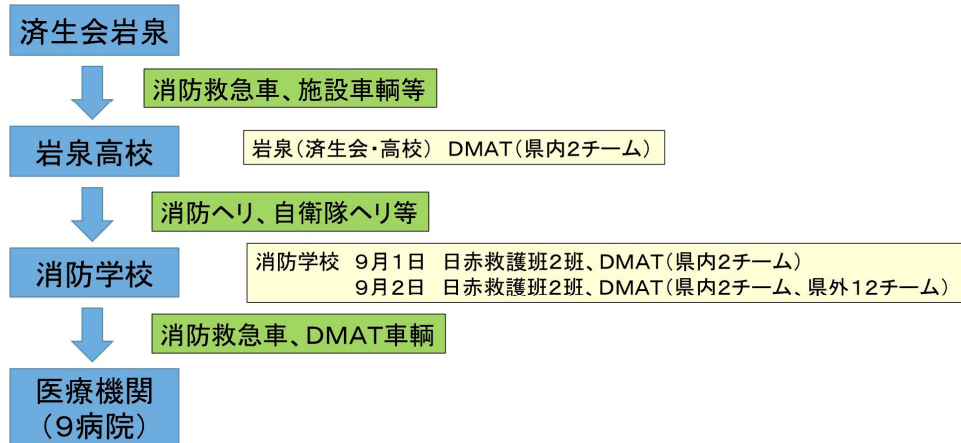 済生会岩泉
消防救急車、施設車輌等
岩泉高校
岩泉(済生会・高校) DMAT(県内2チーム)
消防ヘリ、自衛隊ヘリ等
消防学校
消防学校 9月1日 日赤救護班2班、DMAT(県内2チーム)
9月2日 日赤救護班2班、DMAT(県内2チーム、県外12チーム)
消防救急車、DMAT車輌
医療機関
(9病院)